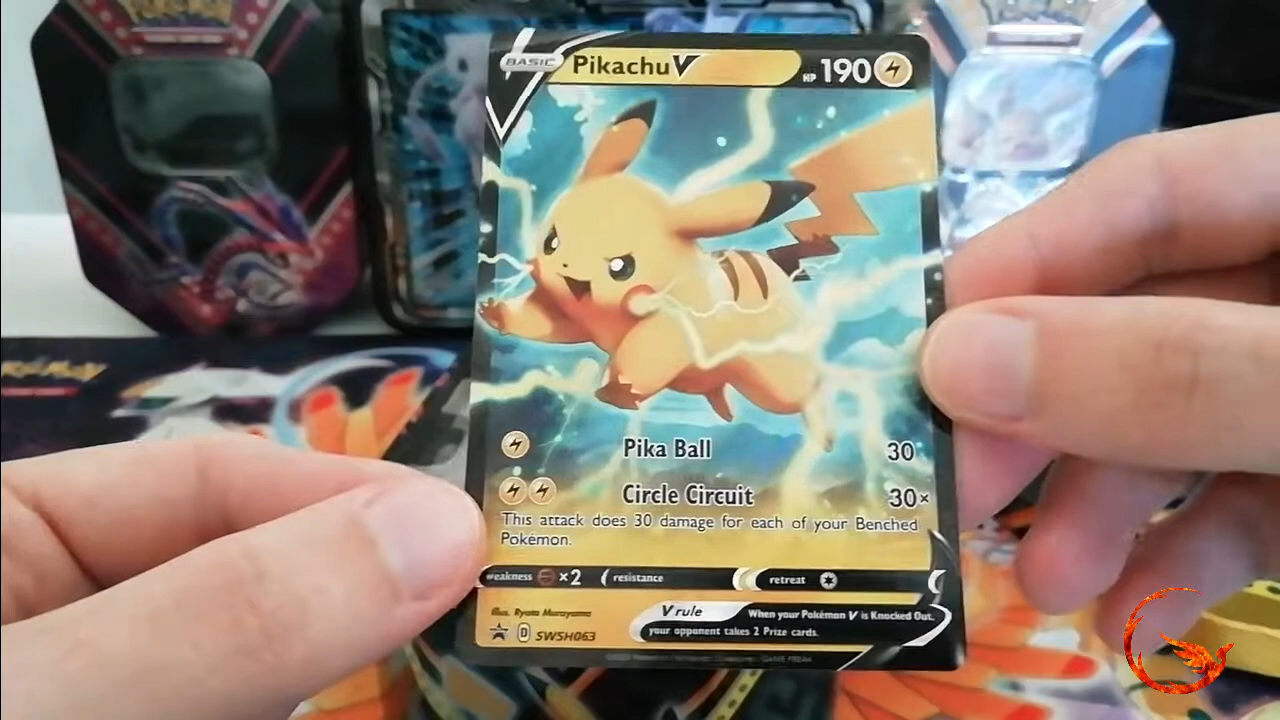 POKÉMON
BASIC
Pikachu V
HP 190
Pokémon
Pika Ball 30
Circle Circuit 30×
This attack does 30 damage for each of your Benched
Pokémon.
weakness ×2 resistance retreat
illus. Ryota Murayama
V rule When your Pokémon V is Knocked Out,
your opponent takes 2 Prize cards.
D SWSH063